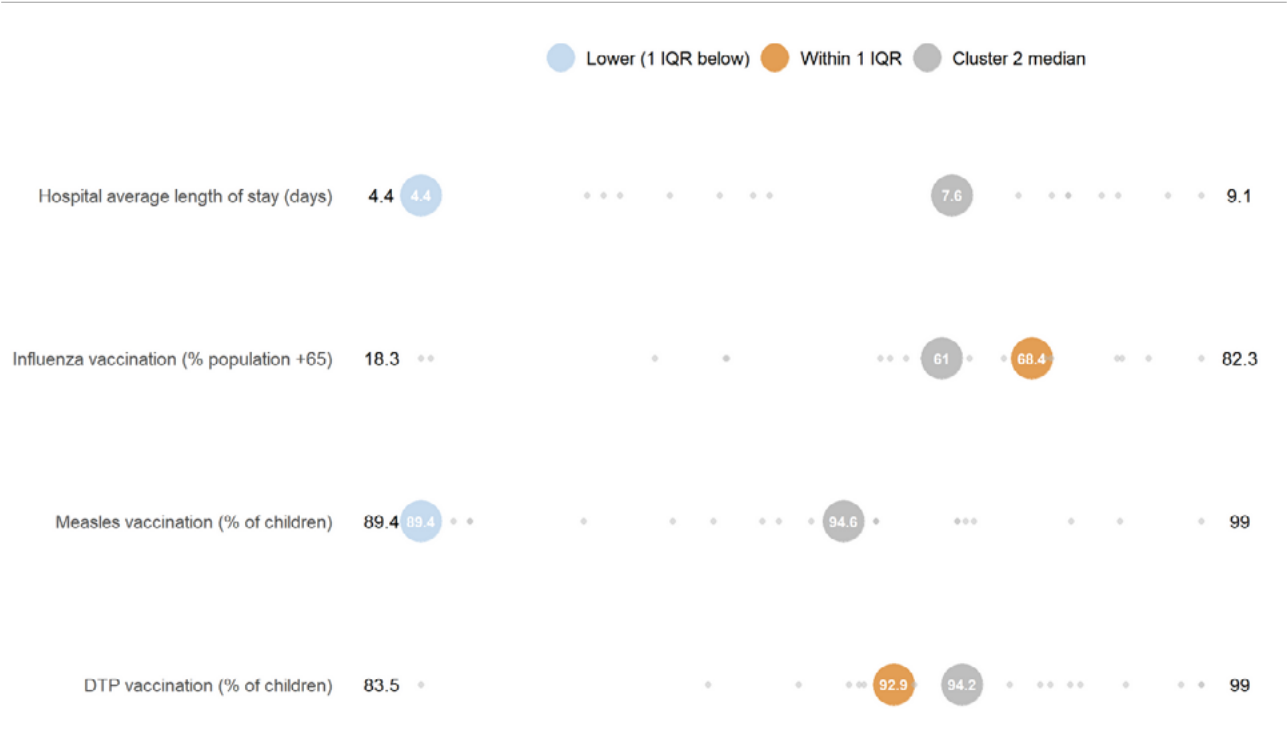 Lower (1 IQR below) Within 1 IQR Cluster 2 median
Hospital average length of stay (days) 4.4 4.4 7.6 9.1
Influenza vaccination (% population +65) 18.3 61 68.4 82.3
Measles vaccination (% of children) 89.4 89.4 94.6 99
DTP vaccination (% of children) 83.5 92.9 94.2 99